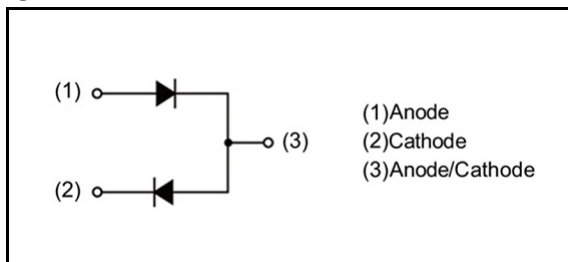 (1)
(3)
(2)
(1)Anode
(2)Cathode
(3)Anode/Cathode